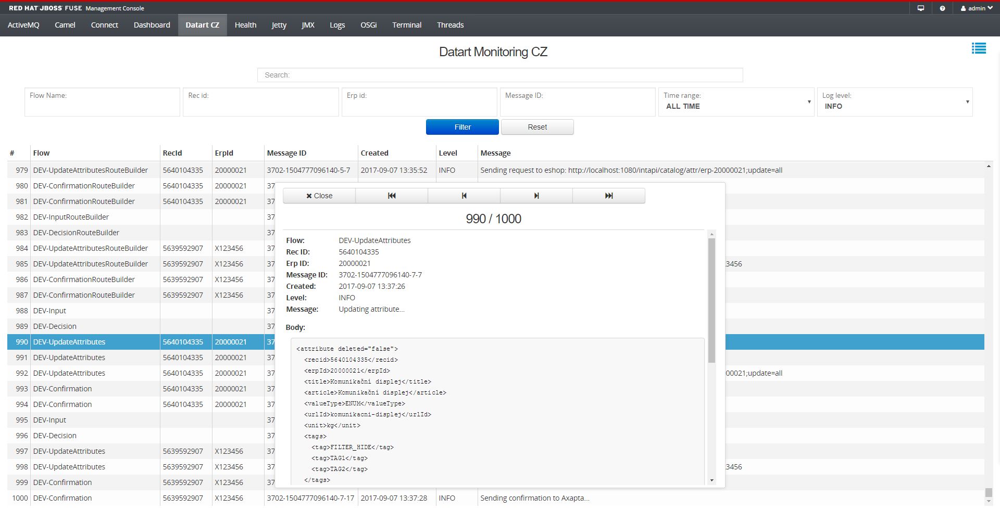 RED HAT JBOSS FUSE Management Console
admin
ActiveMQ Camel Connect Dashboard Datart CZ Health Jetty JMX Logs OSGi Terminal Threads
Datart Monitoring CZ
Search:
Flow Name: Rec id: Erp id: Message ID: Time range: Log level:
ALL TIME INFO
Filter Reset
# Flow RecId ErpId Message ID Created Level Message
979 DEV-UpdateAttributesRouteBuilder 5640104335 20000021 3702-1504777096140-5-7 2017-09-07 13:35:52 INFO Sending request to eshop: http://localhost:1080/intapi/catalog/attr/erp-20000021;update=all
980 DEV-ConfirmationRouteBuilder 5640104335 20000021 37
981 DEV-ConfirmationRouteBuilder 5640104335 20000021 37
982 DEV-InputRouteBuilder 37
983 DEV-DecisionRouteBuilder 37
984 DEV-UpdateAttributesRouteBuilder 5639592907 X123456 37
985 DEV-UpdateAttributesRouteBuilder 5639592907 X123456 37 3456
986 DEV-ConfirmationRouteBuilder 5639592907 X123456 37
987 DEV-ConfirmationRouteBuilder 5639592907 X123456 37
988 DEV-Input 37
989 DEV-Decision 37
990 DEV-UpdateAttributes 5640104335 20000021 37
991 DEV-UpdateAttributes 5640104335 20000021 37
992 DEV-UpdateAttributes 5640104335 20000021 37 00021;update=all
993 DEV-Confirmation 5640104335 20000021 37
994 DEV-Confirmation 5640104335 20000021 37
995 DEV-Input 37
996 DEV-Decision 37
997 DEV-UpdateAttributes 5639592907 X123456 37
998 DEV-UpdateAttributes 5639592907 X123456 37 3456
999 DEV-Confirmation 5639592907 X123456 37
1000 DEV-Confirmation 5639592907 X123456 3702-1504777096140-7-17 2017-09-07 13:37:28 INFO Sending confirmation to Axapta...
Close
990 / 1000
Flow: DEV-UpdateAttributes
Rec ID: 5640104335
Erp ID: 20000021
Message ID: 3702-1504777096140-7-7
Created: 2017-09-07 13:37:26
Level: INFO
Message: Updating attribute...
Body:
<attribute deleted="false">
<recid>5640104335</recid>
<erpId>20000021</erpId>
<title>Komunikační displej</title>
<article>Komunikační displej</article>
<valueType>ENUM</valueType>
<urlId>komunikacni-displej</urlId>
<unit>kg</unit>
<tags>
<tag>FILTER_HIDE</tag>
<tag>TAG1</tag>
<tag>TAG2</tag>
</tags>